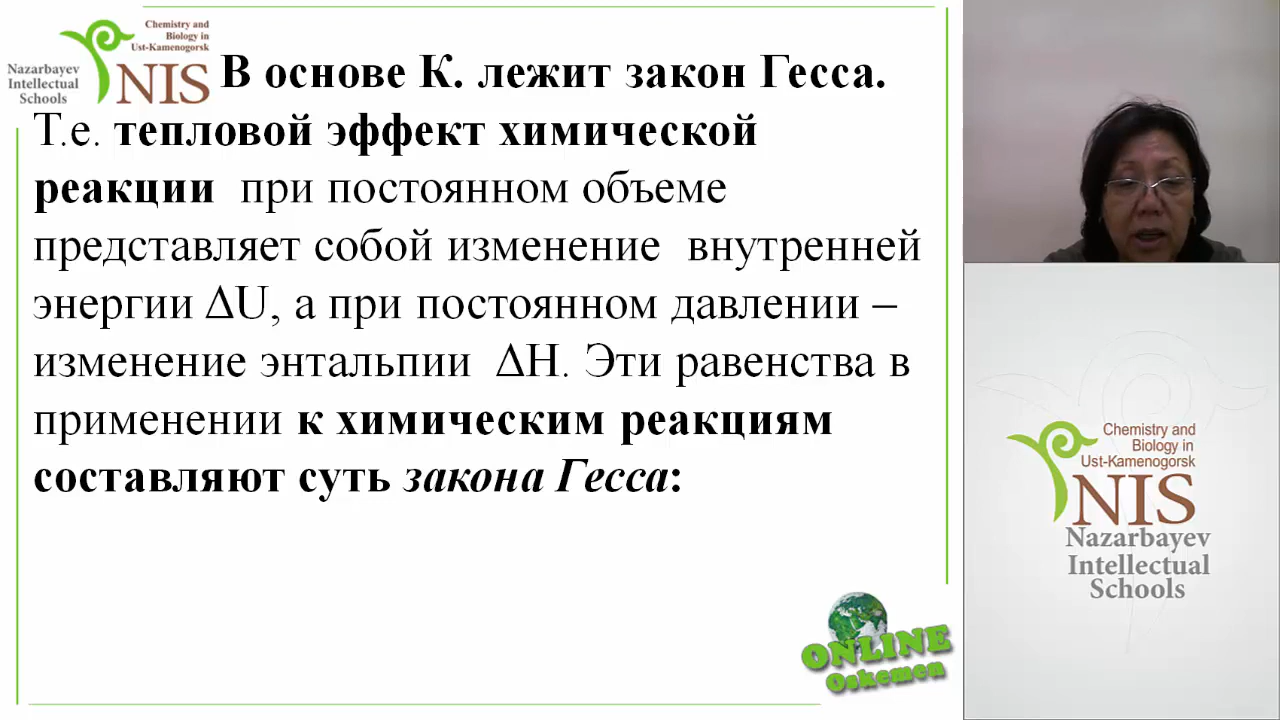 Chemistry and
Biology in
Ust-Kamenogorsk
Nazarbayev
Intellectual
Schools
NIS
В основе К. лежит закон Гесса.
Т.е. тепловой эффект химической
реакции при постоянном объеме
представляет собой изменение внутренней
энергии ΔU, а при постоянном давлении –
изменение энтальпии ΔH. Эти равенства в
применении к химическим реакциям
составляют суть закона Гесса:
ONLINE
Oskemen
Chemistry and
Biology in
Ust-Kamenogorsk
NIS
Nazarbayev
Intellectual
Schools